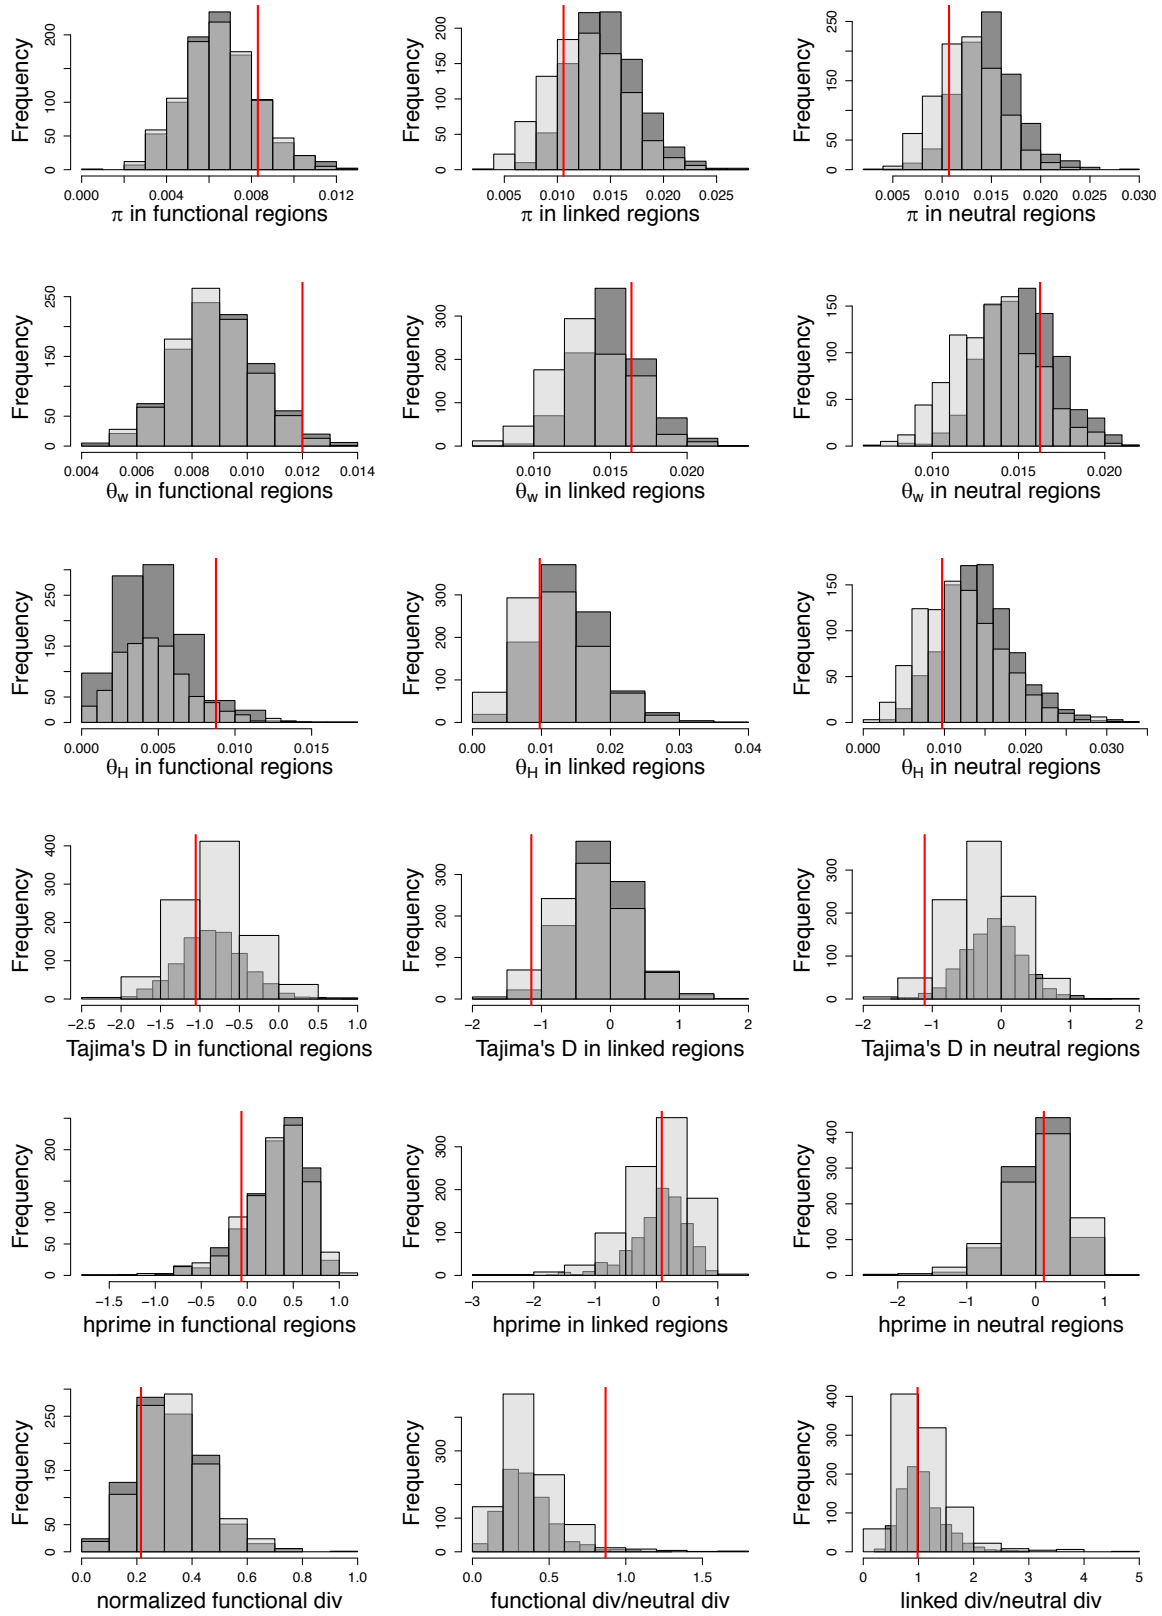 Frequency
0 50 100 200
0.000 0.004 0.008 0.012
π in functional regions
Frequency
0 50 100 150 200
0.005 0.010 0.015 0.020 0.025
π in linked regions
Frequency
0 50 150 250
0.005 0.010 0.015 0.020 0.025 0.030
π in neutral regions
Frequency
0 50 150 250
0.004 0.006 0.008 0.010 0.012 0.014
θw in functional regions
Frequency
0 100 200 300
0.010 0.015 0.020
θw in linked regions
Frequency
0 50 100 150
0.010 0.015 0.020
θw in neutral regions
Frequency
0 50 150 250
0.000 0.005 0.010 0.015
θH in functional regions
Frequency
0 100 200 300
0.00 0.01 0.02 0.03 0.04
θH in linked regions
Frequency
0 50 100 150
0.000 0.010 0.020 0.030
θH in neutral regions
Frequency
0 100 200 300 400
−2.5 −2.0 −1.5 −1.0 −0.5 0.0 0.5 1.0
Tajima's D in functional regions
Frequency
0 100 200 300
−2 −1 0 1 2
Tajima's D in linked regions
Frequency
0 100 200 300
−2 −1 0 1 2
Tajima's D in neutral regions
Frequency
0 50 100 200
−1.5 −1.0 −0.5 0.0 0.5 1.0
hprime in functional regions
Frequency
0 100 200 300
−3 −2 −1 0 1
hprime in linked regions
Frequency
0 100 200 300 400
−2 −1 0 1
hprime in neutral regions
Frequency
0 50 150 250
0.0 0.2 0.4 0.6 0.8 1.0
normalized functional div
Frequency
0 100 300
0.0 0.5 1.0 1.5
functional div/neutral div
Frequency
0 100 200 300 400
0 1 2 3 4 5
linked div/neutral div